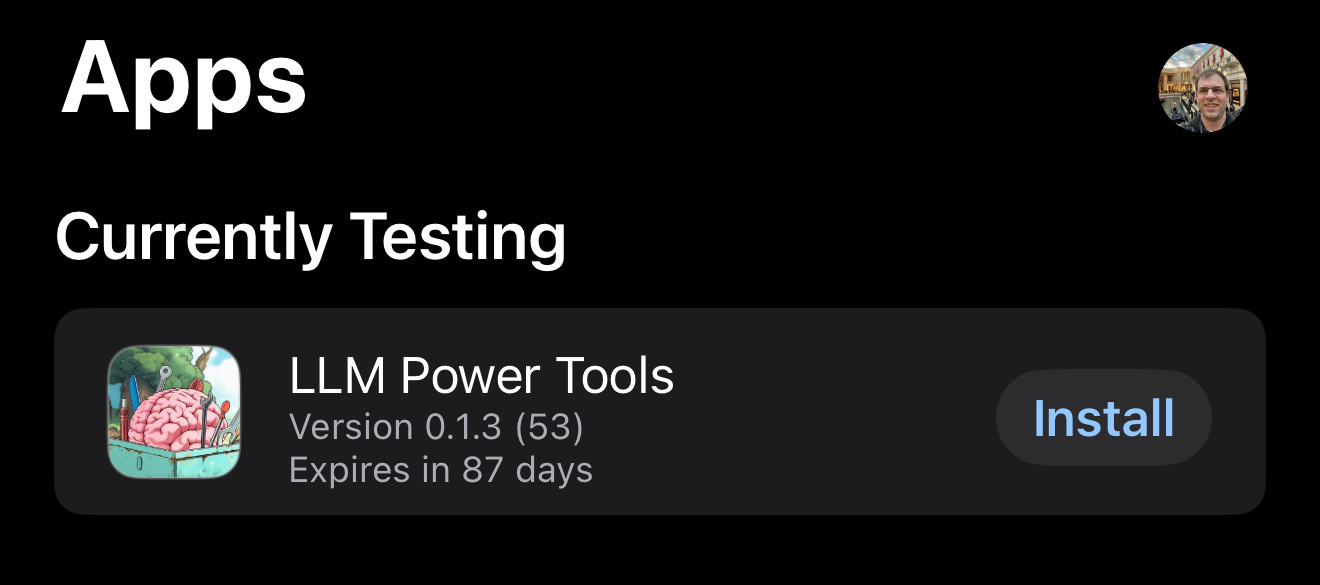 Apps
Currently Testing
LLM Power Tools
Version 0.1.3 (53)
Expires in 87 days
Install